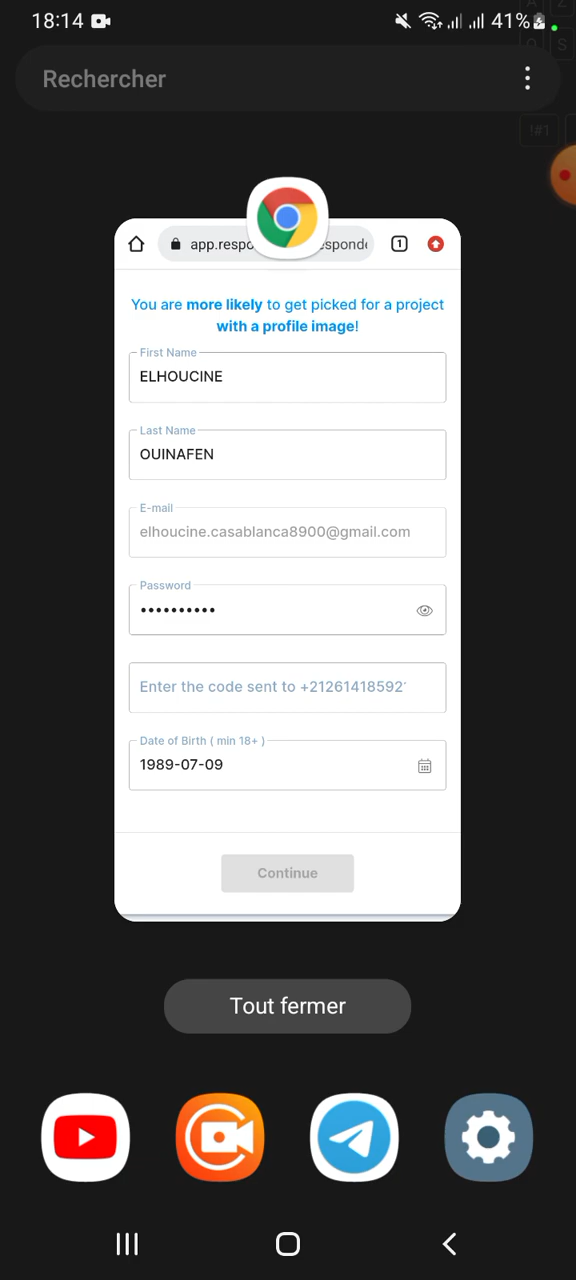 18:14
41%
Rechercher
!#1
You are more likely to get picked for a project
with a profile image!
First Name
ELHOUCINE
Last Name
OUINAFEN
E-mail
elhoucine.casablanca8900@gmail.com
Password
Enter the code sent to +21261418592
Date of Birth ( min 18+ )
1989-07-09
Continue
Tout fermer